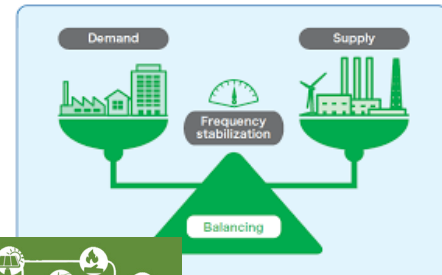 Demand
Supply
Frequency
stabilization
Balancing